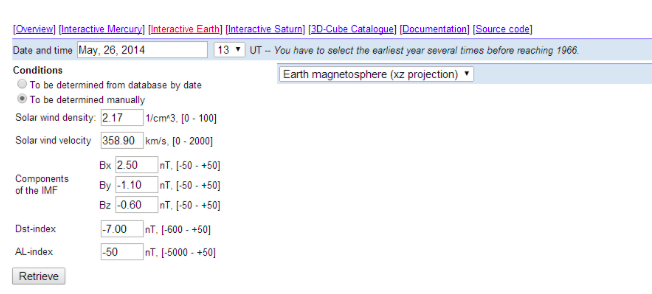 [Overview] [Interactive Mercury] [Interactive Earth] [Interactive Saturn] [3D-Cube Catalogue] [Documentation] [Source code]
Date and time May, 26, 2014 13 UT -- You have to select the earliest year several times before reaching 1966.
Conditions
Earth magnetosphere (xz projection)
To be determined from database by date
To be determined manually
Solar wind density: 2.17 1/cm^3, [0 - 100]
Solar wind velocity 358.90 km/s, [0 - 2000]
Components of the IMF
Bx 2.50 nT, [-50 - +50]
By -1.10 nT, [-50 - +50]
Bz -0.60 nT, [-50 - +50]
Dst-index -7.00 nT, [-600 - +50]
AL-index -50 nT, [-5000 - +50]
Retrieve